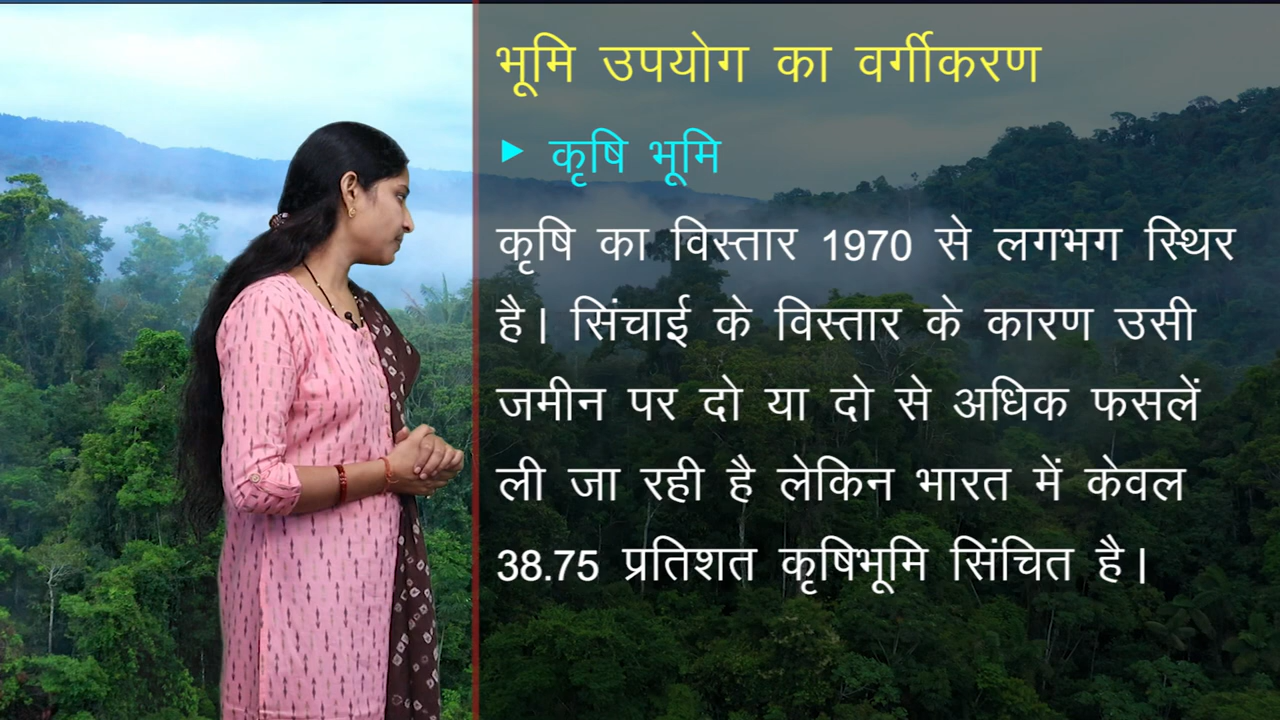 भूमि उपयोग का वर्गीकरण
कृषि भूमि
कृषि का विस्तार 1970 से लगभग स्थिर
है। सिंचाई के विस्तार के कारण उसी
जमीन पर दो या दो से अधिक फसलें
ली जा रही है लेकिन भारत में केवल
38.75 प्रतिशत कृषिभूमि सिंचित है।